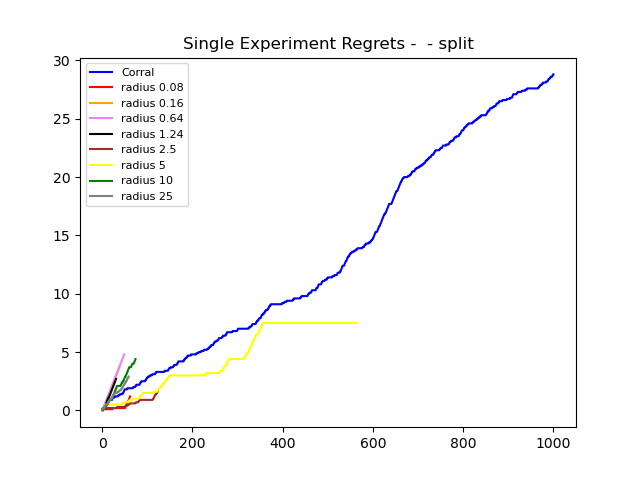 Single Experiment Regrets -  - split
30
25
20
15
10
5
0
Corral
radius 0.08
radius 0.16
radius 0.64
radius 1.24
radius 2.5
radius 5
radius 10
radius 25
0 200 400 600 800 1000